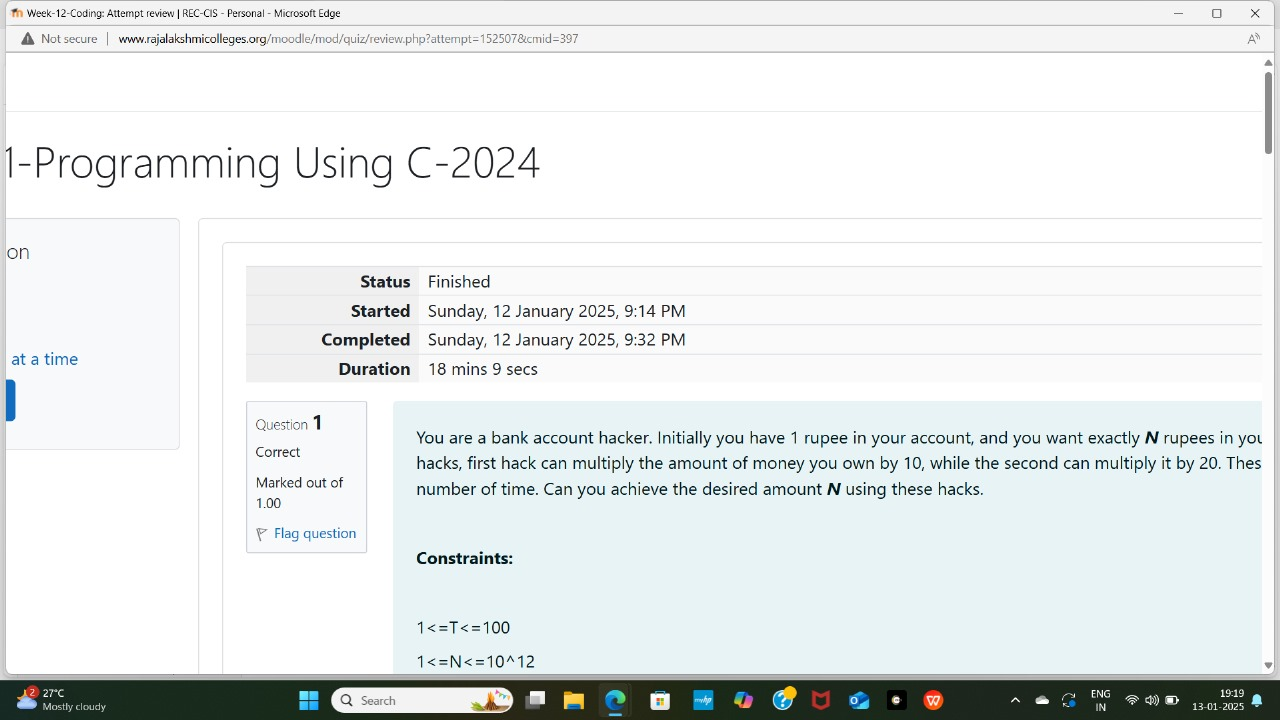 Week-12-Coding: Attempt review | REC-CIS - Personal - Microsoft Edge
Not secure | www.rajalakshmicolleges.org/moodle/mod/quiz/review.php?attempt=152507&cmid=397
1-Programming Using C-2024
on
at a time
Status Finished
Started Sunday, 12 January 2025, 9:14 PM
Completed Sunday, 12 January 2025, 9:32 PM
Duration 18 mins 9 secs
Question 1
Correct
Marked out of
1.00
Flag question
You are a bank account hacker. Initially you have 1 rupee in your account, and you want exactly N rupees in you
hacks, first hack can multiply the amount of money you own by 10, while the second can multiply it by 20. Thes
number of time. Can you achieve the desired amount N using these hacks.
Constraints:
1<=T<=100
1<=N<=10^12
2
27°C
Mostly cloudy
Search
myhp
ENG
IN
19:19
13-01-2025